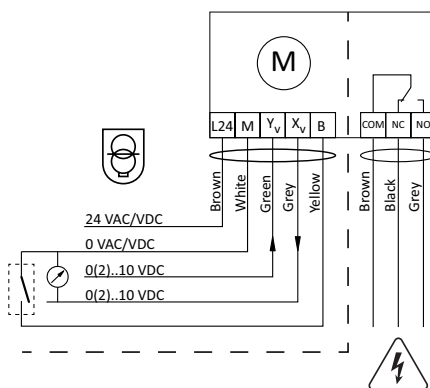 M
L24 M Yv Xv B COM NC NO
Brown White Green Grey Yellow Brown Black Grey
24 VAC/VDC
0 VAC/VDC
0(2)..10 VDC
0(2)..10 VDC